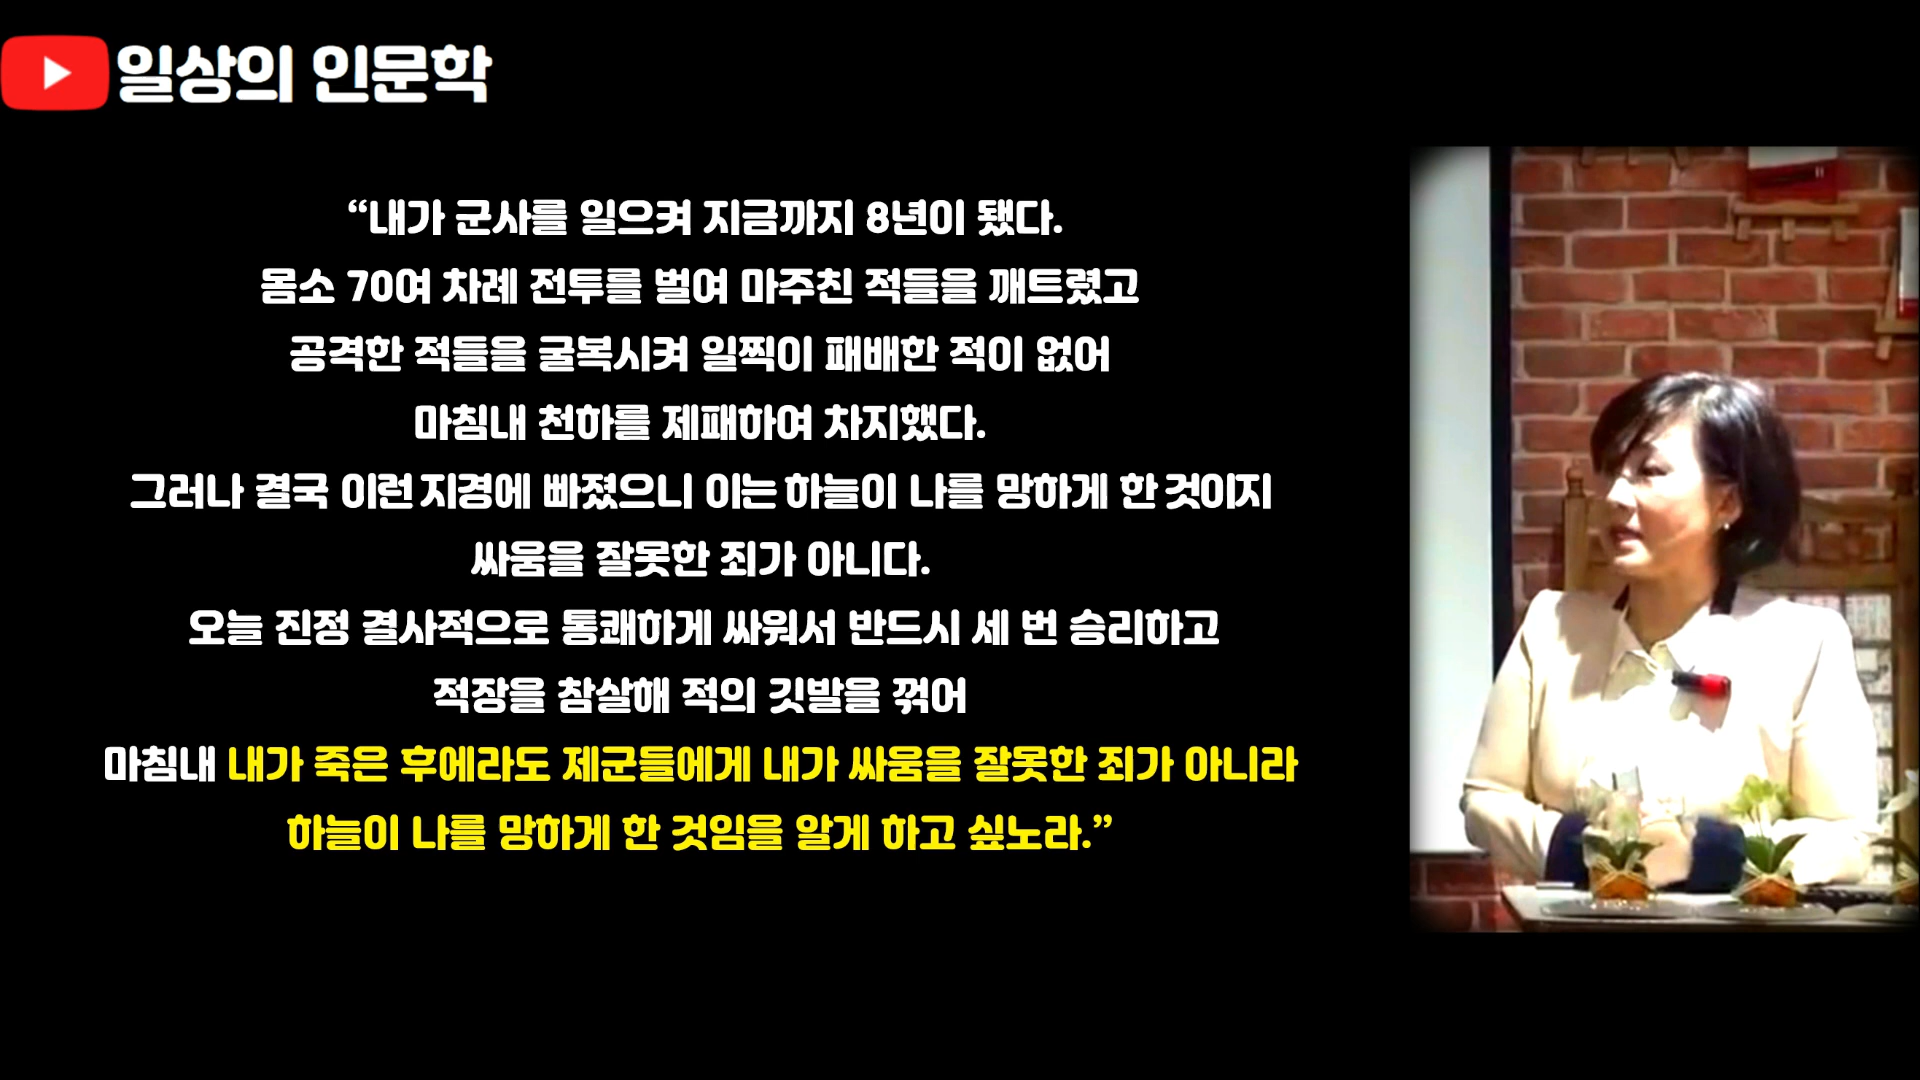 일상의 인문학
“내가 군사를 일으켜 지금까지 8년이 됐다.
몸소 70여 차례 전투를 벌여 마주친 적들을 깨트렸고
공격한 적들을 굴복시켜 일찍이 패배한 적이 없어
마침내 천하를 제패하여 차지했다.
그러나 결국 이런 지경에 빠졌으니 이는 하늘이 나를 망하게 한 것이지
싸움을 잘못한 죄가 아니다.
오늘 진정 결사적으로 통쾌하게 싸워서 반드시 세 번 승리하고
적장을 참살해 적의 깃발을 꺾어
마침내 내가 죽은 후에라도 제군들에게 내가 싸움을 잘못한 죄가 아니라
하늘이 나를 망하게 한 것임을 알게 하고 싶노라.”